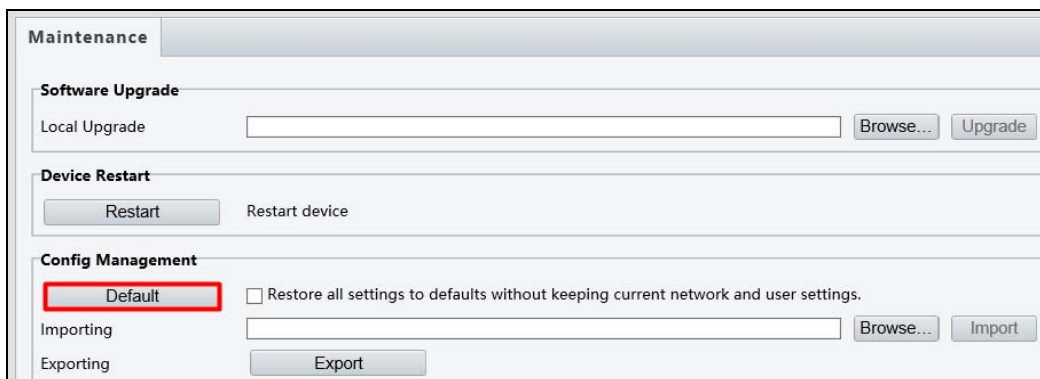 Maintenance
Software Upgrade
Local Upgrade Browse... Upgrade
Device Restart
Restart Restart device
Config Management
Default Restore all settings to defaults without keeping current network and user settings.
Importing Browse... Import
Exporting Export